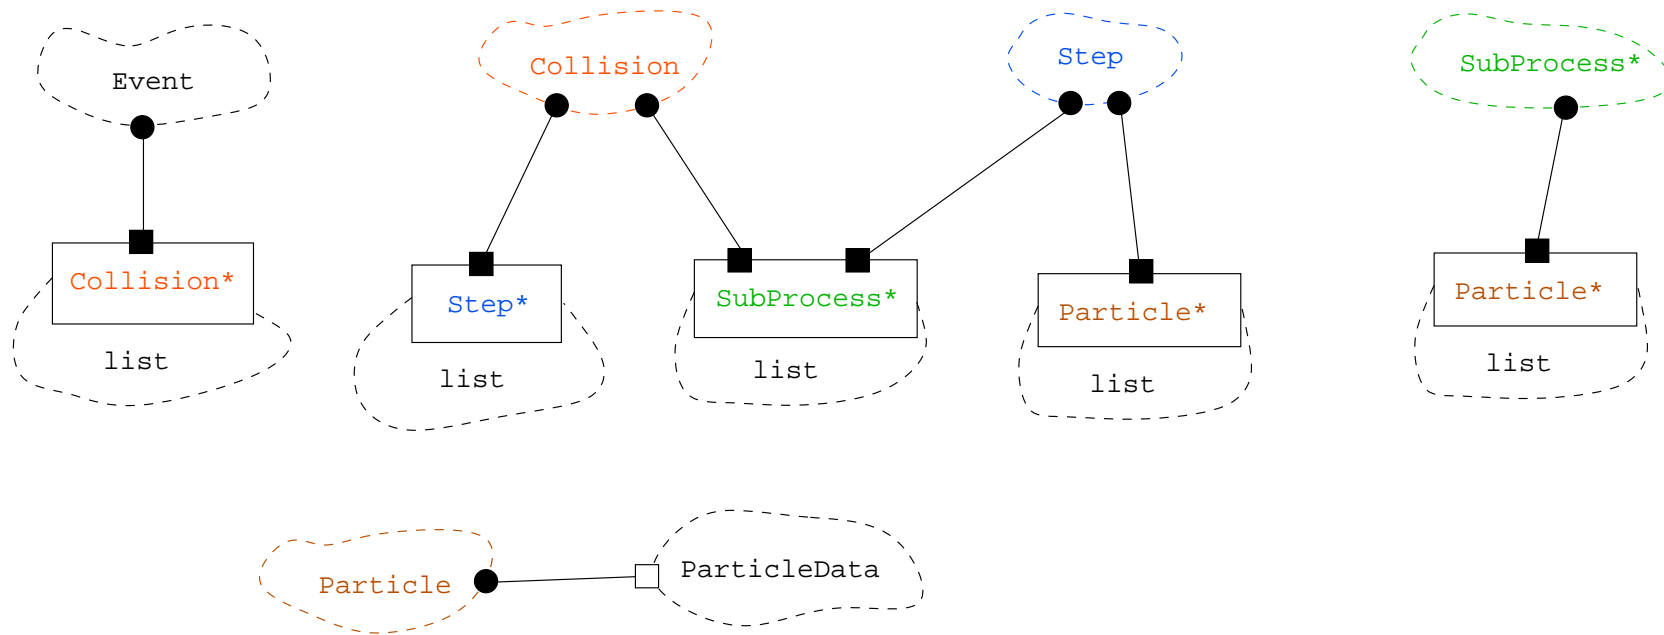 Event
Collision
Step
SubProcess*
Collision*
Step*
SubProcess*
Particle*
Particle*
list
list
list
list
list
Particle
ParticleData